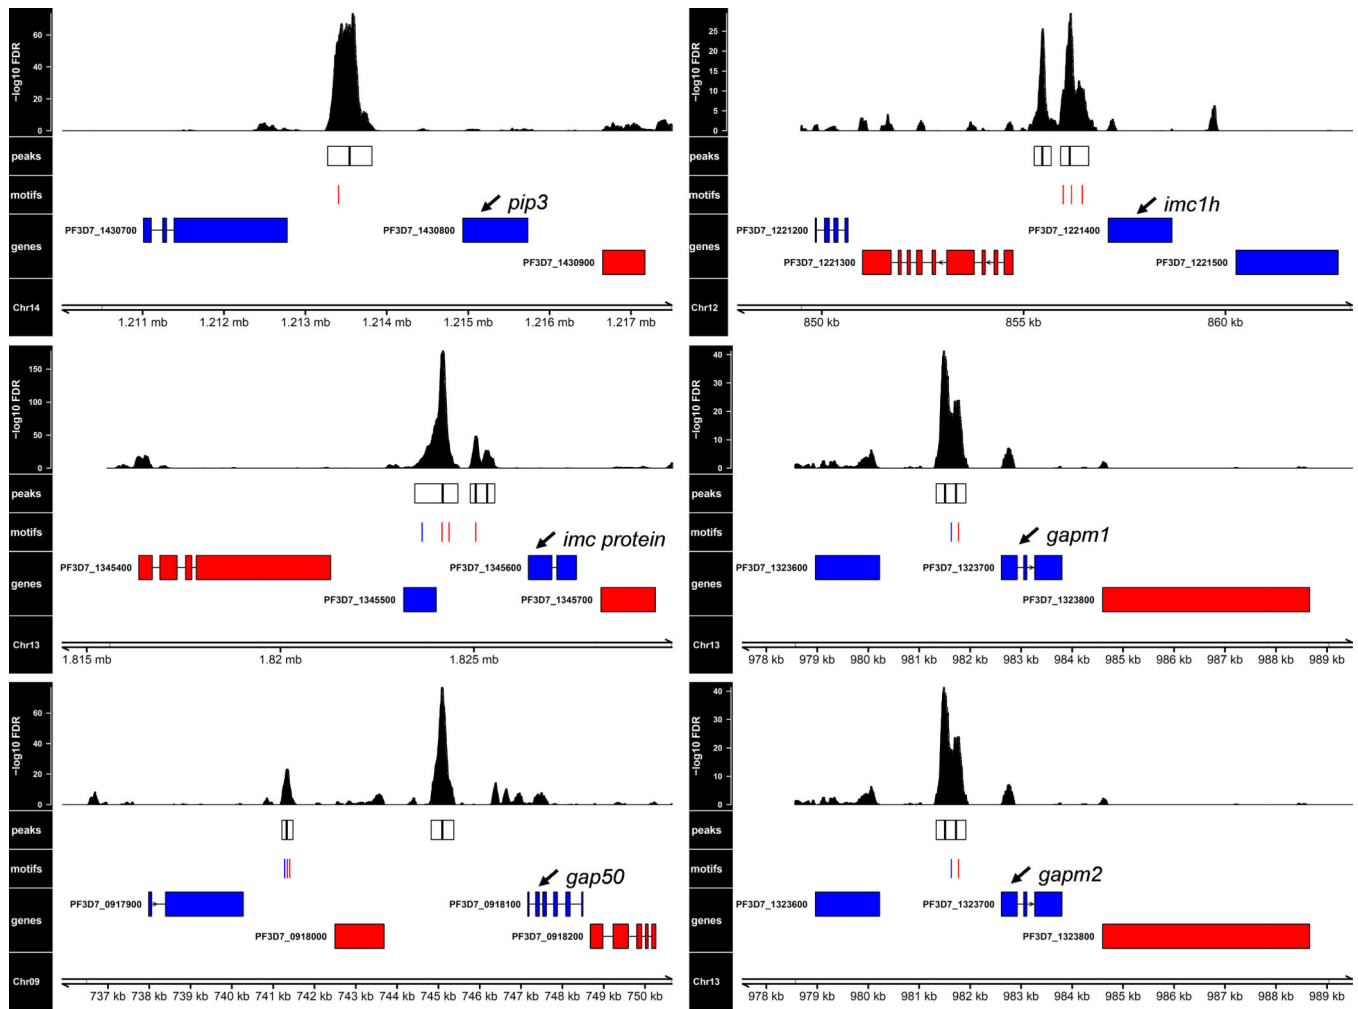 −log10 FDR
60
40
20
0
peaks
motifs
pip3
PF3D7_1430700
PF3D7_1430800
genes
PF3D7_1430900
Chr14
1.211 mb 1.212 mb 1.213 mb 1.214 mb 1.215 mb 1.216 mb 1.217 mb
−log10 FDR
25
20
15
10
5
0
peaks
motifs
imc1h
PF3D7_1221200
PF3D7_1221400
genes
PF3D7_1221300
PF3D7_1221500
Chr12
850 kb 855 kb 860 kb
−log10 FDR
150
100
50
0
peaks
motifs
imc protein
PF3D7_1345400
PF3D7_1345600
genes
PF3D7_1345500
PF3D7_1345700
Chr13
1.815 mb 1.82 mb 1.825 mb
−log10 FDR
40
30
20
10
0
peaks
motifs
gapm1
PF3D7_1323600
PF3D7_1323700
genes
PF3D7_1323800
Chr13
978 kb 979 kb 980 kb 981 kb 982 kb 983 kb 984 kb 985 kb 986 kb 987 kb 988 kb 989 kb
−log10 FDR
60
40
20
0
peaks
motifs
gap50
PF3D7_0917900
PF3D7_0918100
genes
PF3D7_0918000
PF3D7_0918200
Chr09
737 kb 738 kb 739 kb 740 kb 741 kb 742 kb 743 kb 744 kb 745 kb 746 kb 747 kb 748 kb 749 kb 750 kb
−log10 FDR
40
30
20
10
0
peaks
motifs
gapm2
PF3D7_1323600
PF3D7_1323700
genes
PF3D7_1323800
Chr13
978 kb 979 kb 980 kb 981 kb 982 kb 983 kb 984 kb 985 kb 986 kb 987 kb 988 kb 989 kb